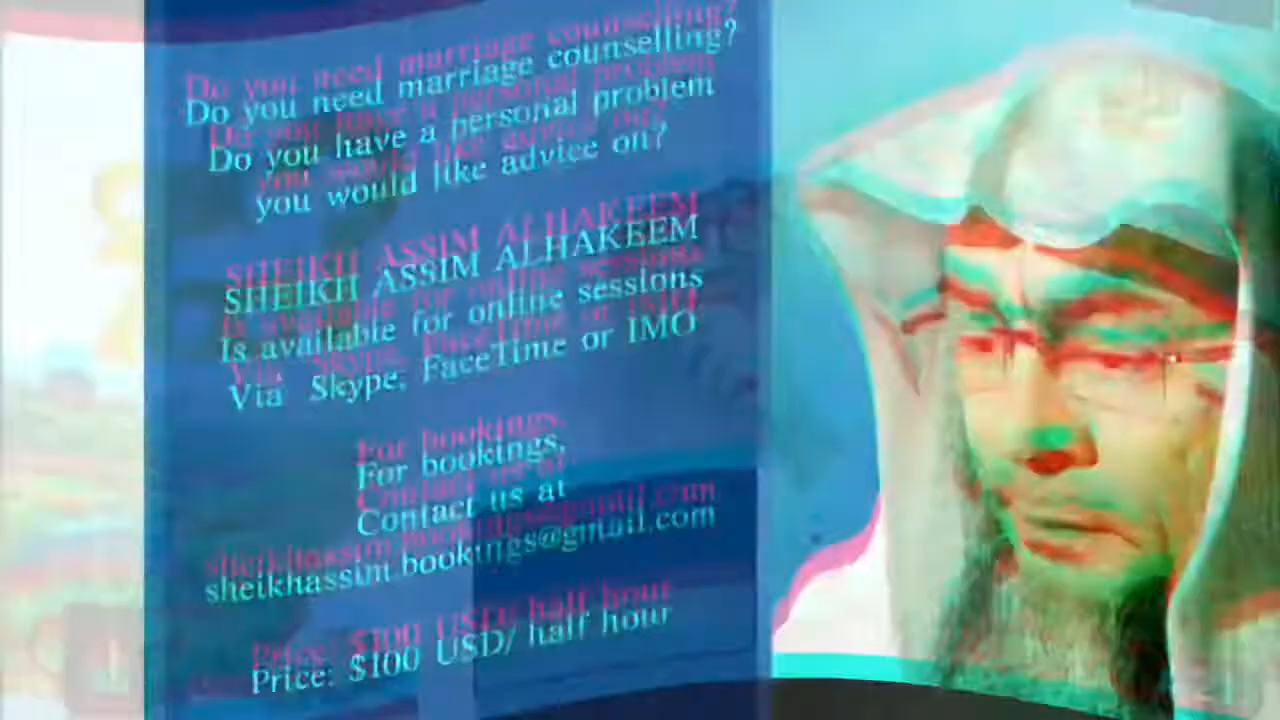 Do you need marriage counselling?
Do you have a personal problem
you would like advice on?
SHEIKH ASSIM ALHAKEEM
Is available for online sessions
Via Skype, FaceTime or IMO
For bookings,
Contact us at
sheikhassim.bookings@gmail.com
Price: $100 USD/ half hour